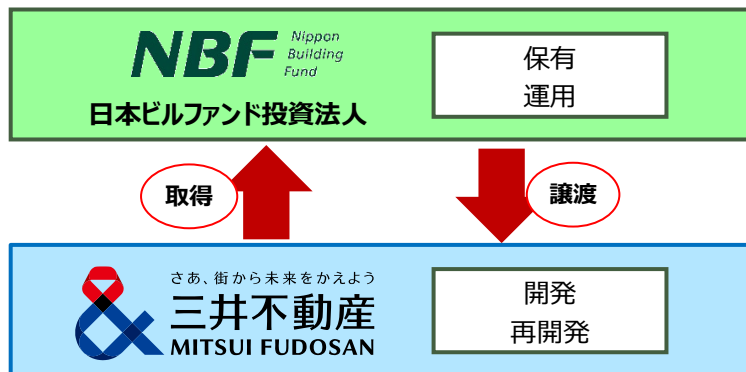 NBF
Nippon
Building
Fund
日本ビルファンド投資法人
保有
運用
取得
譲渡
さあ、街から未来をかえよう
三井不動産
MITSUI FUDOSAN
開発
再開発